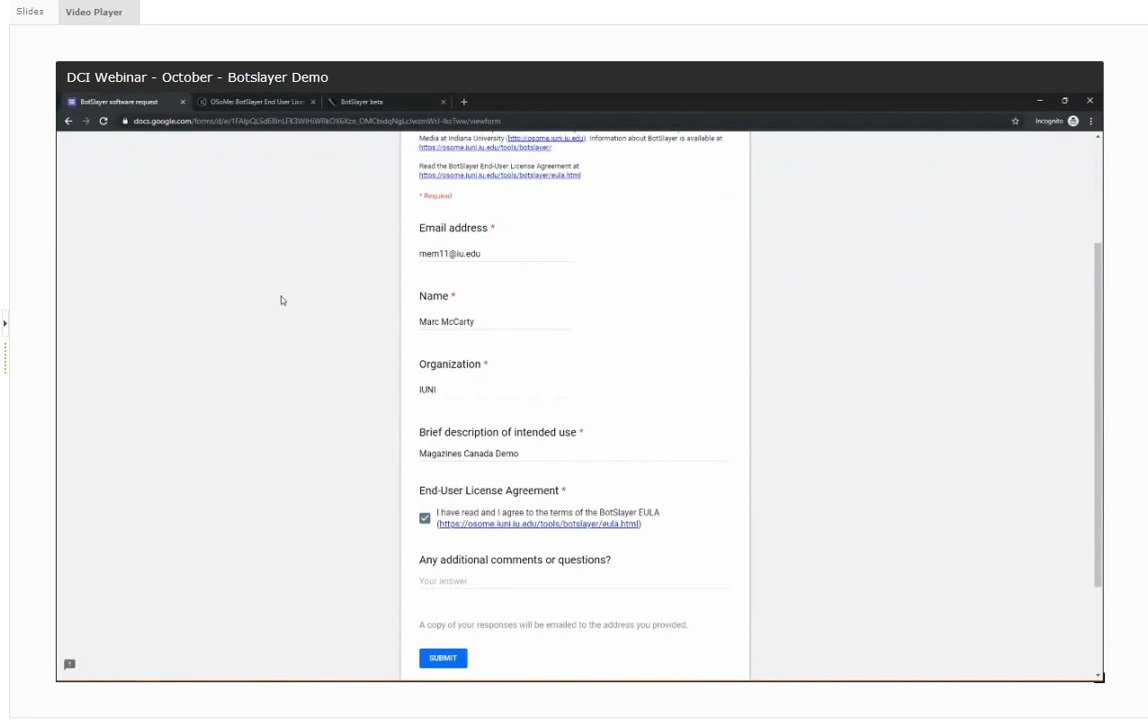 Slides
Video Player
DCI Webinar - October - Botslayer Demo
BotSlayer software request
OSoMe: BotSlayer End User Licen
BotSlayer beta
Incognito
Media at Indiana University (http://osome.iuni.iu.edu). Information about BotSlayer is available at
https://osome.iuni.iu.edu/tools/botslayer/
Read the BotSlayer End-User License Agreement at
https://osome.iuni.iu.edu/tools/botslayer/eula.html
* Required
Email address *
mem11@iu.edu
Name *
Marc McCarty
Organization *
IUNI
Brief description of intended use *
Magazines Canada Demo
End-User License Agreement *
I have read and I agree to the terms of the BotSlayer EULA
(https://osome.iuni.iu.edu/tools/botslayer/eula.html)
Any additional comments or questions?
Your answer
A copy of your responses will be emailed to the address you provided.
SUBMIT